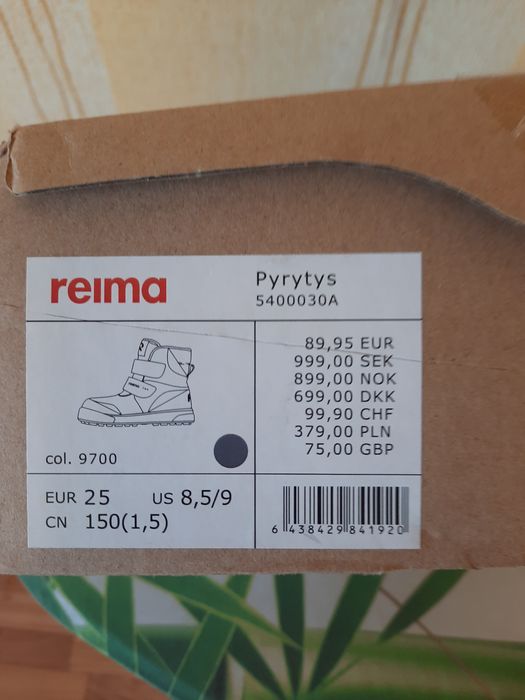 reima
Pyrytys
5400030A
89,95 EUR
999,00 SEK
899,00 NOK
699,00 DKK
99,90 CHF
379,00 PLN
75,00 GBP
col. 9700
EUR 25 US 8,5/9
CN 150(1,5)
6 438429 841920